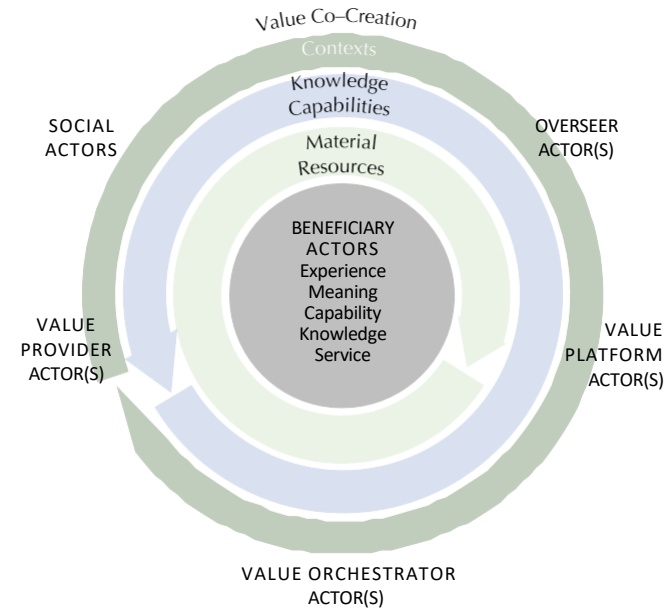 Value Co–Creation
Contexts
Knowledge
Capabilities
Material
Resources
SOCIAL
ACTORS
OVERSEER
ACTOR(S)
BENEFICIARY
ACTORS
Experience
Meaning
Capability
Knowledge
Service
VALUE
PROVIDER
ACTOR(S)
VALUE
PLATFORM
ACTOR(S)
VALUE ORCHESTRATOR
ACTOR(S)